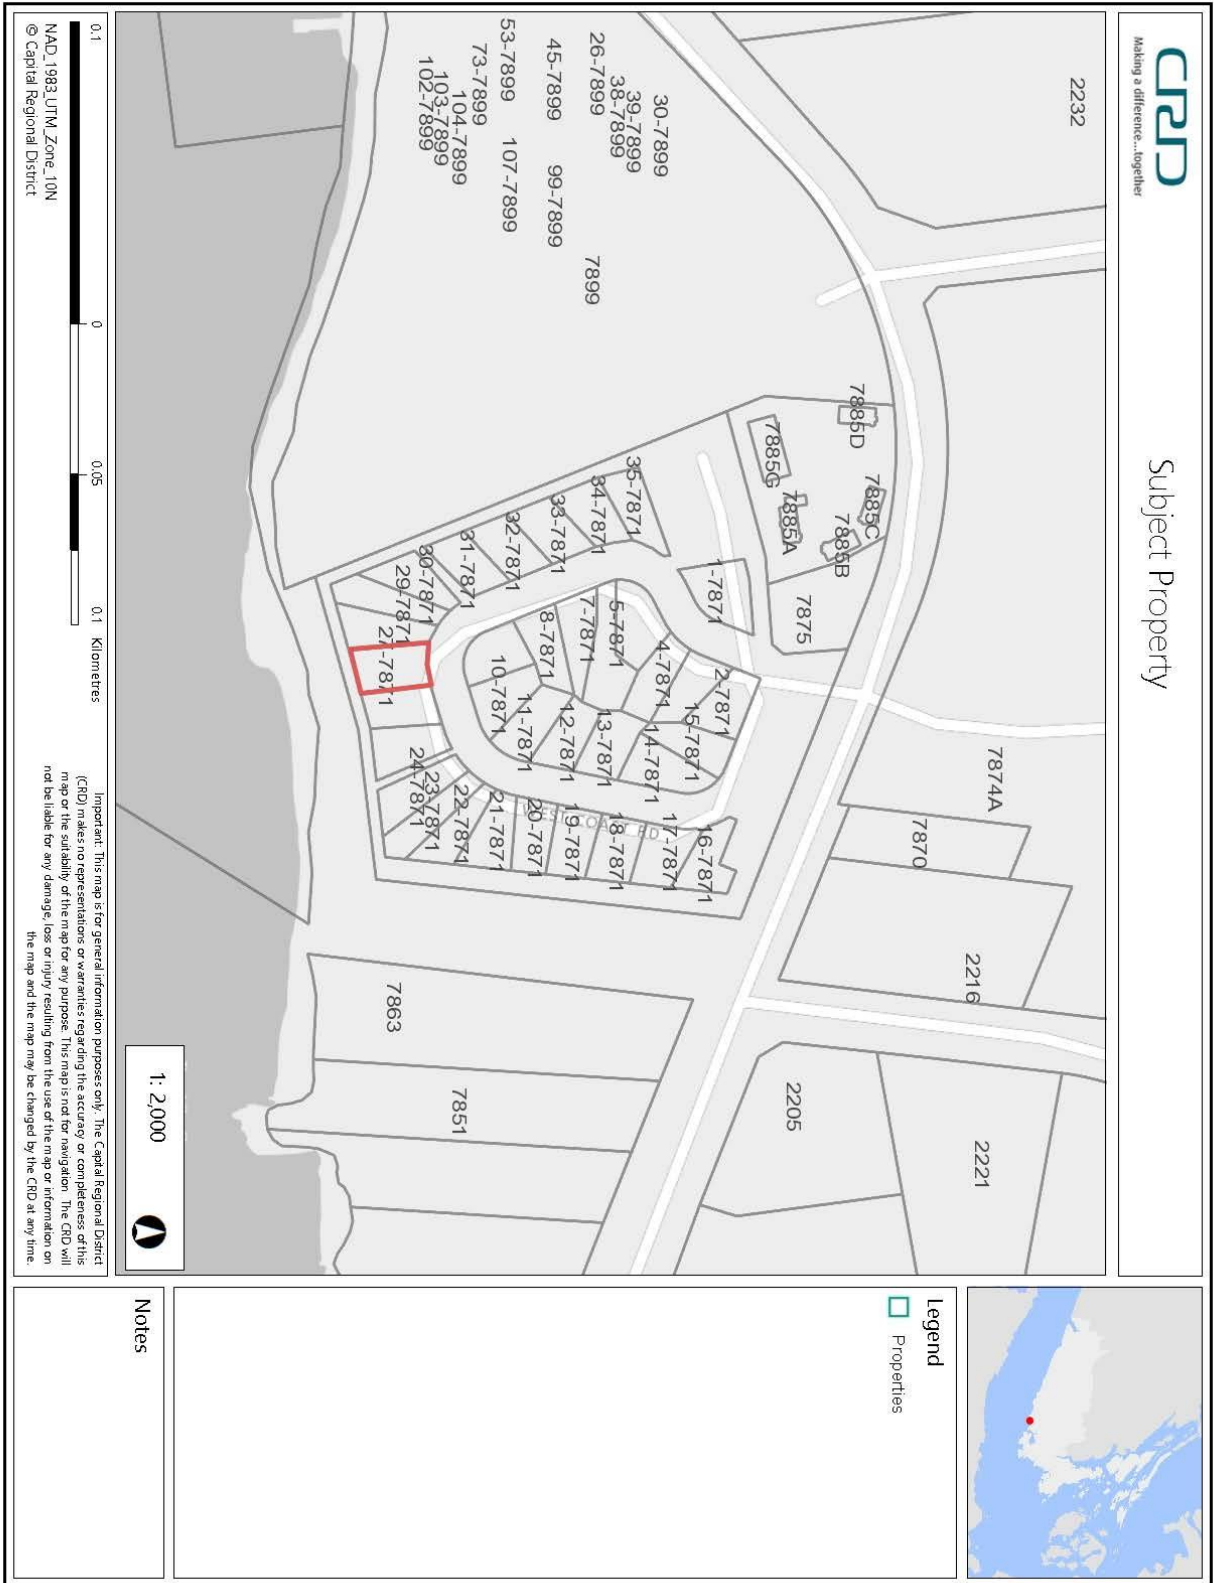 CRD
Making a difference...together
Subject Property
2232
30-7899
39-7899
38-7899
26-7899
45-7899
99-7899
7899
53-7899
107-7899
73-7899
104-7899
103-7899
102-7899
7885D
7885C
7885G
7885A
7885B
7875
1-7871
35-7871
34-7871
33-7871
32-7871
31-7871
30-7871
29-7871
27-7871
5-7871
7-7871
8-7871
10-7871
4-7871
2-7871
15-7871
14-7871
13-7871
12-7871
11-7871
16-7871
17-7871
18-7871
19-7871
20-7871
21-7871
22-7871
23-7871
24-7871
WEST COAST RD
7874A
7870
2216
2205
2221
7863
7851
1: 2,000
0.1
0
0.05
0.1 Kilometres
NAD_1983_UTM_Zone_10N
© Capital Regional District
Important: This map is for general information purposes only. The Capital Regional District
(CRD) makes no representations or warranties regarding the accuracy or completeness of this
map or the suitability of the map for any purpose. This map is not for navigation. The CRD will
not be liable for any damage, loss or injury resulting from the use of the map or information on
the map and the map may be changed by the CRD at any time.
Legend
Properties
Notes